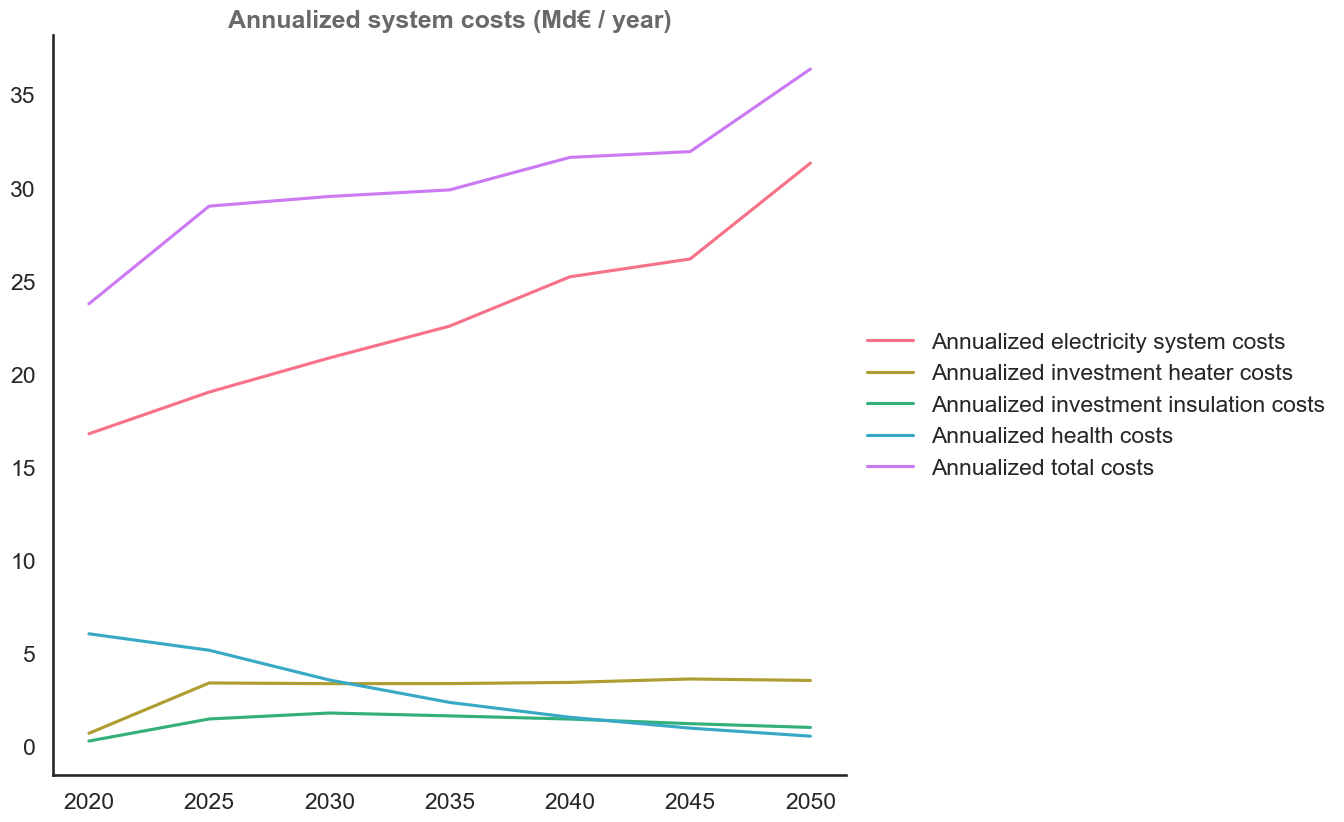 Annualized system costs (Md€ / year)
35
30
25
20
15
10
5
0
2020 2025 2030 2035 2040 2045 2050
Annualized electricity system costs
Annualized investment heater costs
Annualized investment insulation costs
Annualized health costs
Annualized total costs